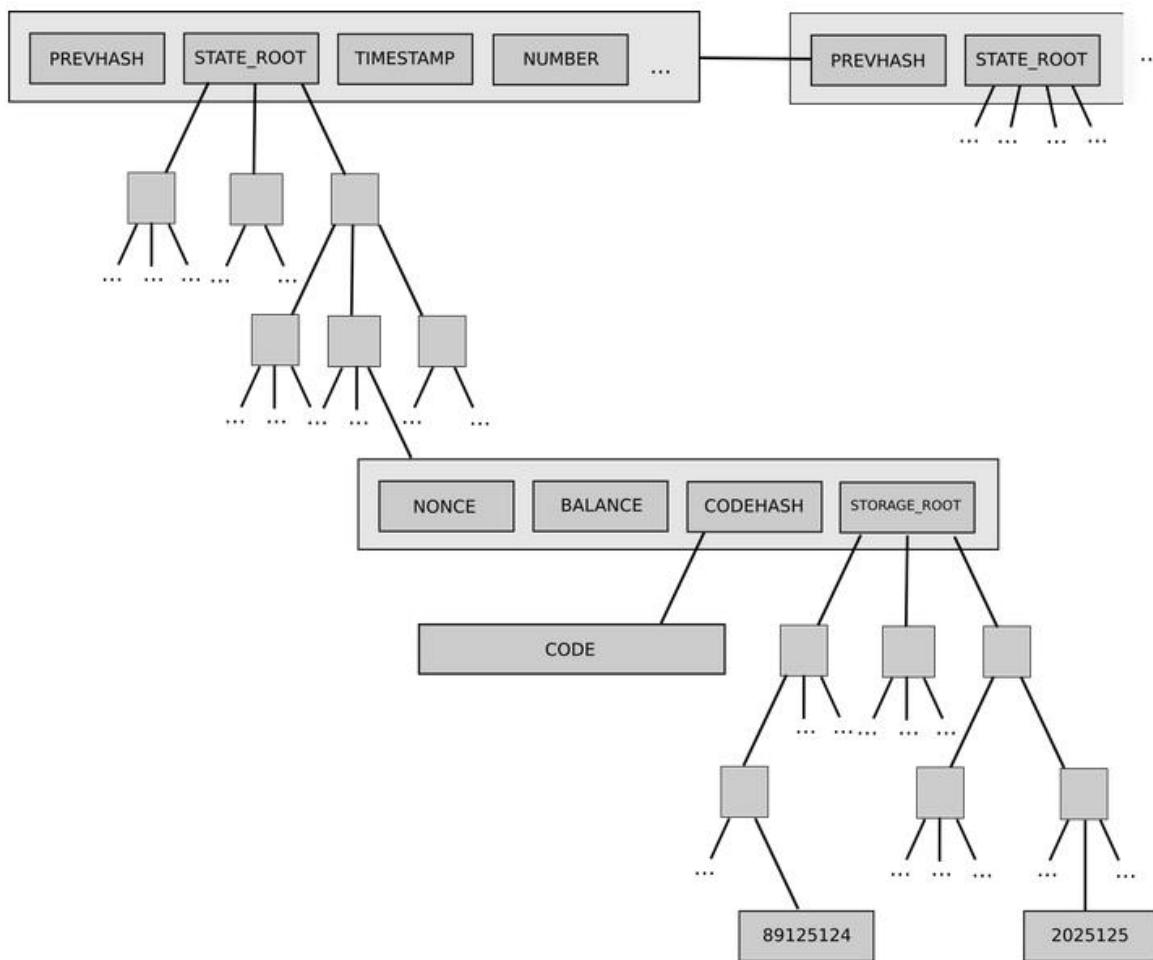 PREVHASH STATE_ROOT TIMESTAMP NUMBER ... PREVHASH STATE_ROOT ...
... ... ... ...
... ... ... ... ...
... ... ... ... ... ... ...
NONCE BALANCE CODEHASH STORAGE_ROOT
CODE
... ... ... ... ...
... ... ... ... ... ...
89125124 2025125